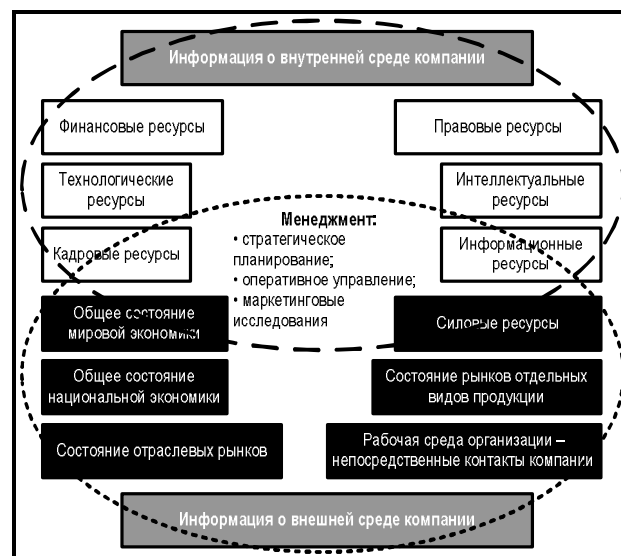 Информация о внутренней среде компании
Финансовые ресурсы
Правовые ресурсы
Технологические
ресурсы
Интеллектуальные
ресурсы
Кадровые ресурсы
Менеджмент:
• стратегическое
планирование;
• оперативное управление;
• маркетинговые
исследования
Информационные
ресурсы
Общее состояние
мировой экономики
Силовые ресурсы
Общее состояние
национальной экономики
Состояние рынков отдельных
видов продукции
Состояние отраслевых рынков
Рабочая среда организации –
непосредственные контакты компании
Информация о внешней среде компании